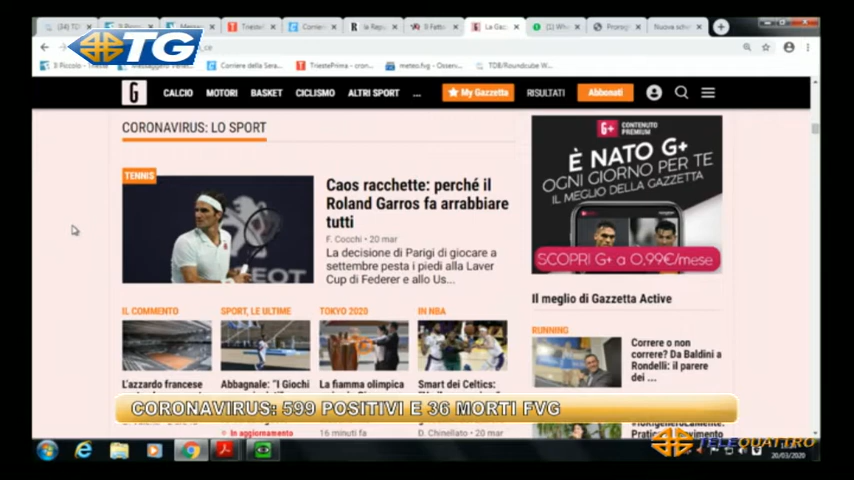 TG
CALCIO MOTORI BASKET CICLISMO ALTRI SPORT ... My Gazzetta RISULTATI Abbonati
G
CORONAVIRUS: LO SPORT
TENNIS
Caos racchette: perché il
Roland Garros fa arrabbiare
tutti
F. Cocchi • 20 mar
La decisione di Parigi di giocare a
settembre pesta i piedi alla Laver
Cup di Federer e allo Us...
G+ CONTENUTO
PREMIUM
È NATO G+
OGNI GIORNO PER TE
IL MEGLIO DELLA GAZZETTA
SCOPRI G+ a 0,99€/mese
Il meglio di Gazzetta Active
RUNNING
Correre o non
correre? Da Baldini a
Rondelli: il parere
dei ...
IL COMMENTO
L'azzardo francese
SPORT, LE ULTIME
Abbagnale: "I Giochi
In aggiornamento
TOKYO 2020
La fiamma olimpica
16 minuti fa
IN NBA
Smart dei Celtics:
D. Chinellato • 20 mar
CORONAVIRUS: 599 POSITIVI E 36 MORTI FVG
TELEQUATTRO
20/03/2020